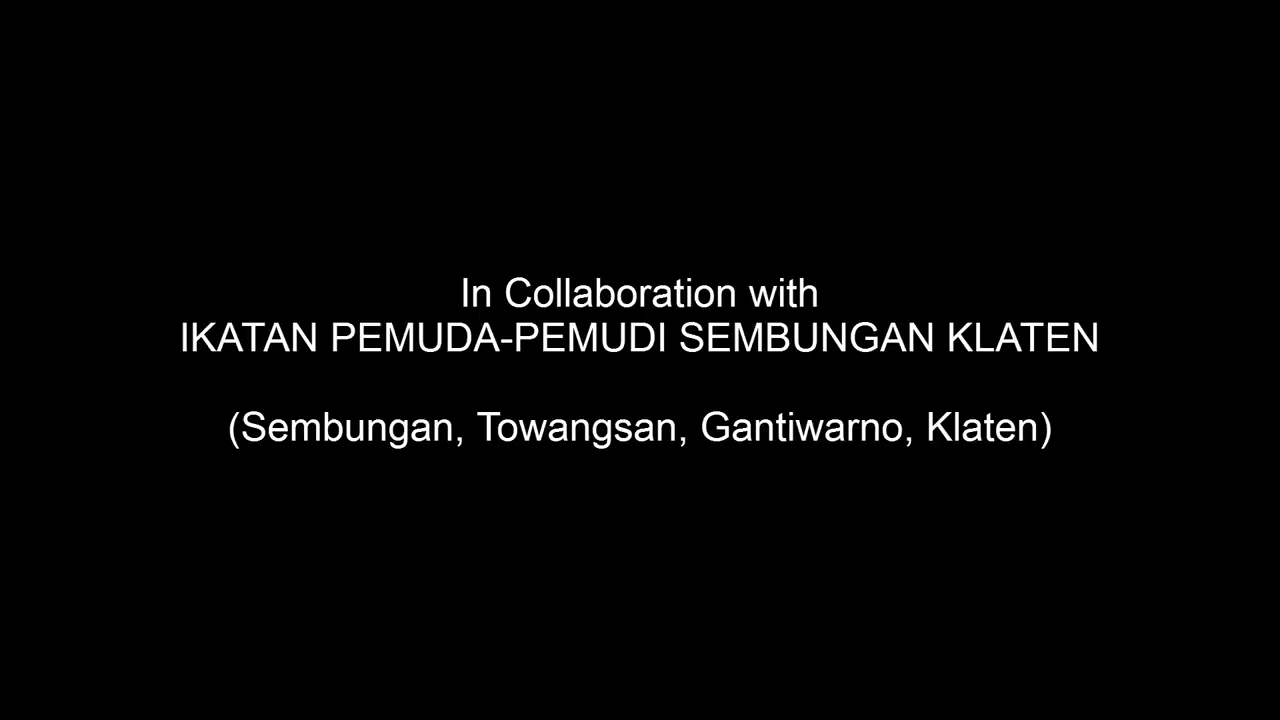 In Collaboration with
IKATAN PEMUDA-PEMUDI SEMBUNGAN KLATEN
(Sembungan, Towangsan, Gantiwarno, Klaten)